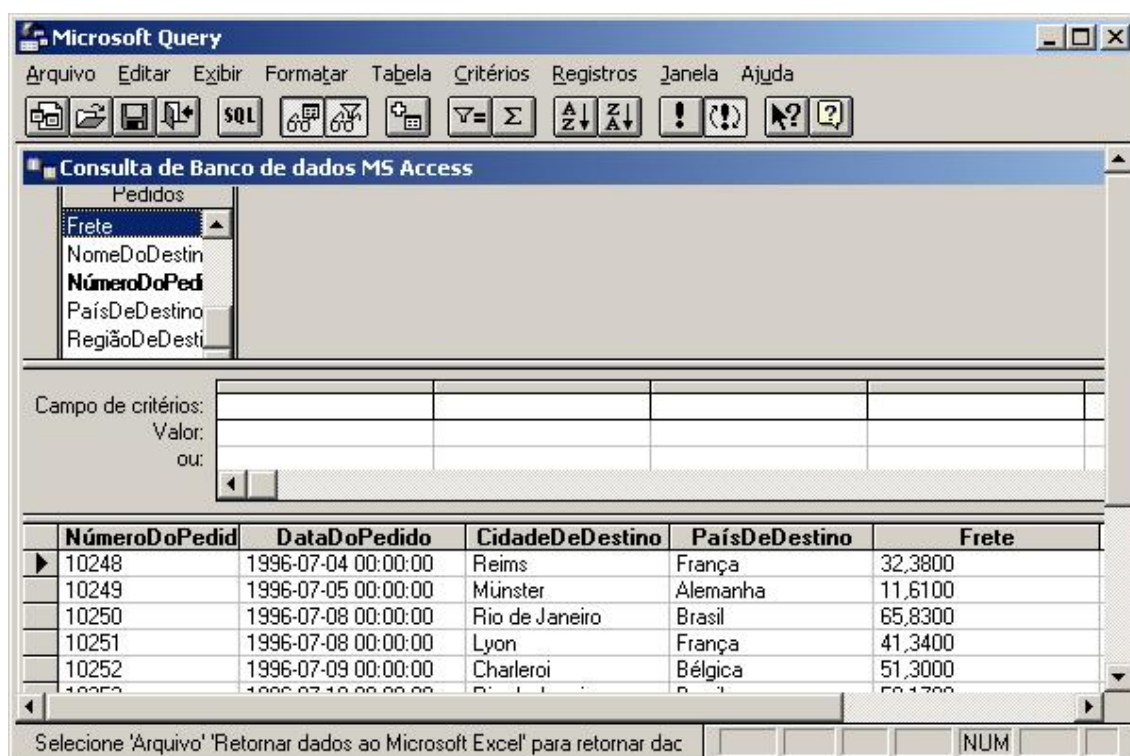 Microsoft Query
Arquivo Editar Exibir Formatar Tabela Critérios Registros Janela Ajuda
SQL
Consulta de Banco de dados MS Access
Pedidos
Frete
NomeDoDestin
NúmeroDoPedi
PaísDeDestino
RegiãoDeDesti
Campo de critérios:
Valor:
ou:
NúmeroDoPedid DataDoPedido CidadeDeDestino PaísDeDestino Frete
10248 1996-07-04 00:00:00 Reims França 32,3800
10249 1996-07-05 00:00:00 Münster Alemanha 11,6100
10250 1996-07-08 00:00:00 Rio de Janeiro Brasil 65,8300
10251 1996-07-08 00:00:00 Lyon França 41,3400
10252 1996-07-09 00:00:00 Charleroi Bélgica 51,3000
Selecione 'Arquivo' 'Retornar dados ao Microsoft Excel' para retornar dac NUM